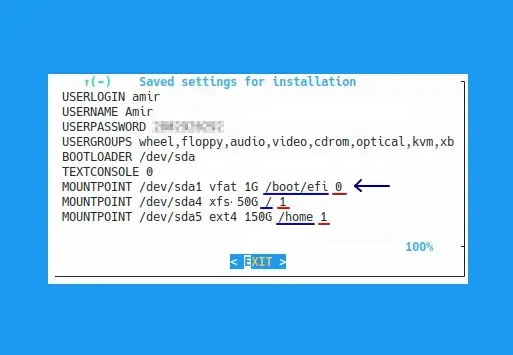 ↑(-) Saved settings for installation
USERLOGIN amir
USERNAME Amir
USERPASSWORD
USERGROUPS wheel,floppy,audio,video,cdrom,optical,kvm,xb
BOOTLOADER /dev/sda
TEXTCONSOLE 0
MOUNTPOINT /dev/sda1 vfat 1G /boot/efi 0
MOUNTPOINT /dev/sda4 xfs 50G / 1
MOUNTPOINT /dev/sda5 ext4 150G /home 1
100%
< EXIT >